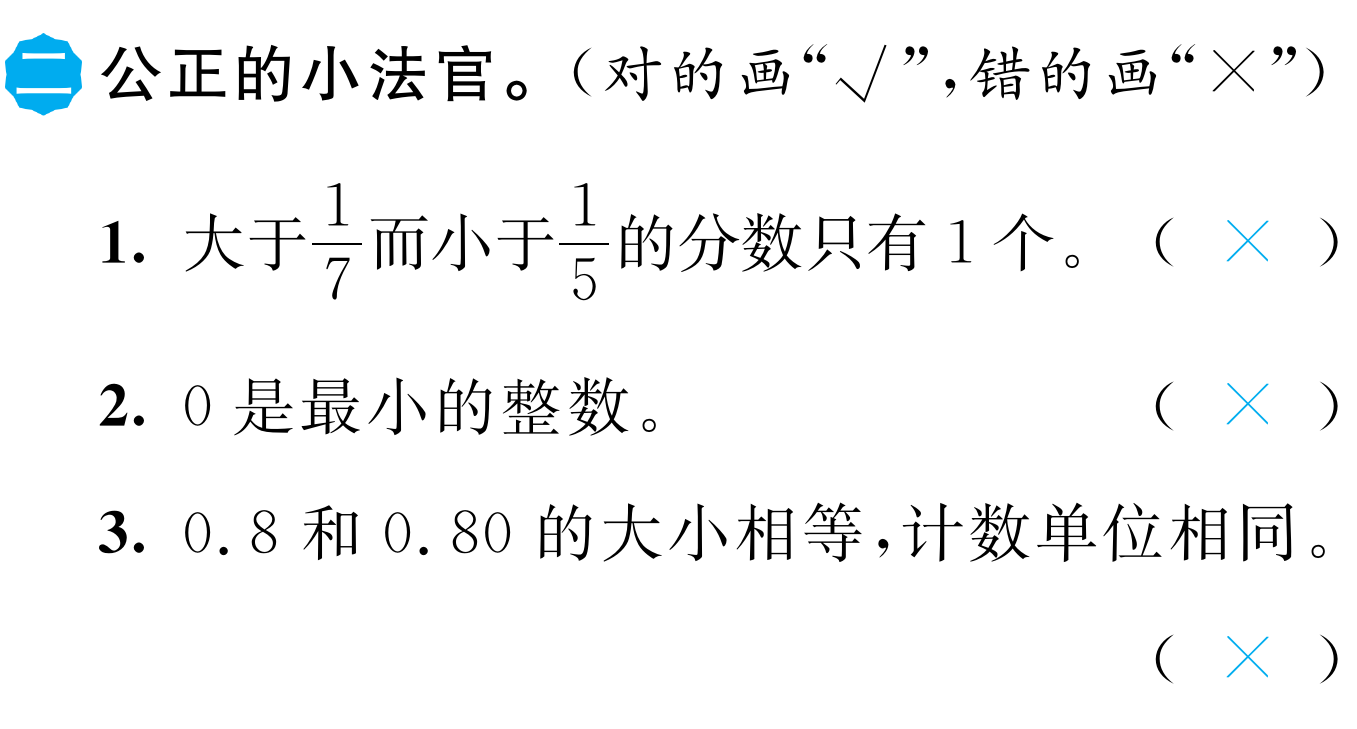 二 公正的小法官。(对的画“√”,错的画“×”)
1. 大于1/7而小于1/5的分数只有1个。( × )
2. 0是最小的整数。( × )
3. 0.8和0.80的大小相等,计数单位相同。
( × )